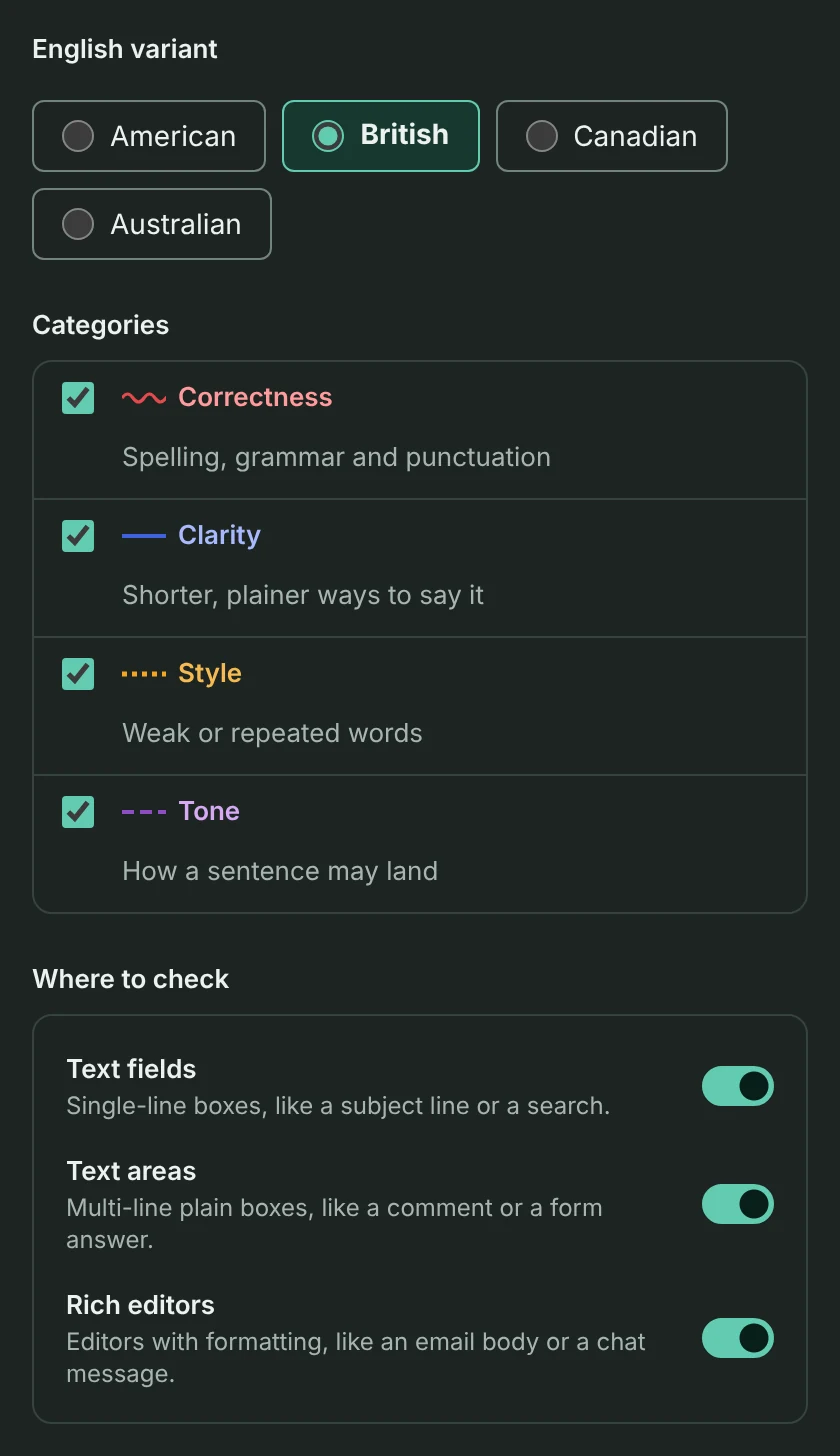 English variant
American
British
Canadian
Australian
Categories
Correctness
Spelling, grammar and punctuation
Clarity
Shorter, plainer ways to say it
Style
Weak or repeated words
Tone
How a sentence may land
Where to check
Text fields
Single-line boxes, like a subject line or a search.
Text areas
Multi-line plain boxes, like a comment or a form
answer.
Rich editors
Editors with formatting, like an email body or a chat
message.